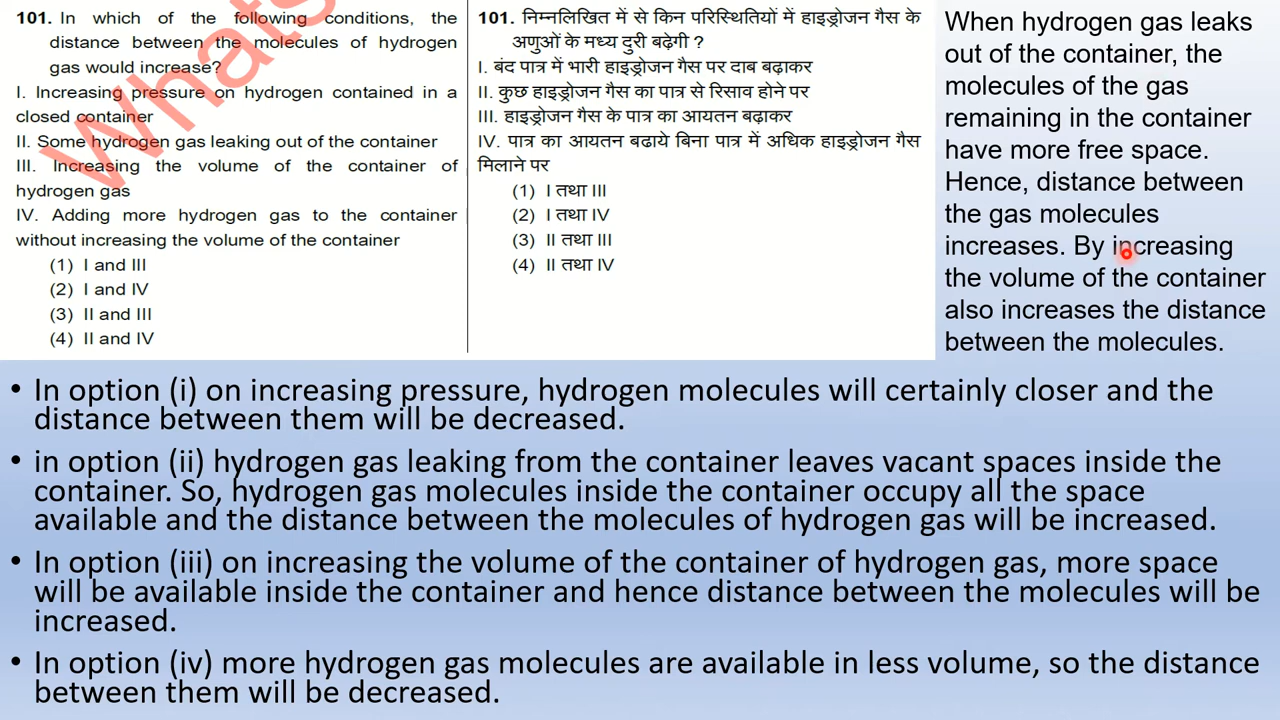 101. In which of the following conditions, the
distance between the molecules of hydrogen
gas would increase?
I. Increasing pressure on hydrogen contained in a
closed container
II. Some hydrogen gas leaking out of the container
III. Increasing the volume of the container of
hydrogen gas
IV. Adding more hydrogen gas to the container
without increasing the volume of the container
(1) I and III
(2) I and IV
(3) II and III
(4) II and IV
Whats
101. निम्नलिखित में से किन परिस्थितियों में हाइड्रोजन गैस के
अणुओं के मध्य दुरी बढ़ेगी ?
I. बंद पात्र में भारी हाइड्रोजन गैस पर दाब बढ़ाकर
II. कुछ हाइड्रोजन गैस का पात्र से रिसाव होने पर
III. हाइड्रोजन गैस के पात्र का आयतन बढ़ाकर
IV. पात्र का आयतन बढाये बिना पात्र में अधिक हाइड्रोजन गैस
मिलाने पर
(1) I तथा III
(2) I तथा IV
(3) II तथा III
(4) II तथा IV
When hydrogen gas leaks
out of the container, the
molecules of the gas
remaining in the container
have more free space.
Hence, distance between
the gas molecules
increases. By increasing
the volume of the container
also increases the distance
between the molecules.
• In option (i) on increasing pressure, hydrogen molecules will certainly closer and the
distance between them will be decreased.
• in option (ii) hydrogen gas leaking from the container leaves vacant spaces inside the
container. So, hydrogen gas molecules inside the container occupy all the space
available and the distance between the molecules of hydrogen gas will be increased.
• In option (iii) on increasing the volume of the container of hydrogen gas, more space
will be available inside the container and hence distance between the molecules will be
increased.
• In option (iv) more hydrogen gas molecules are available in less volume, so the distance
between them will be decreased.